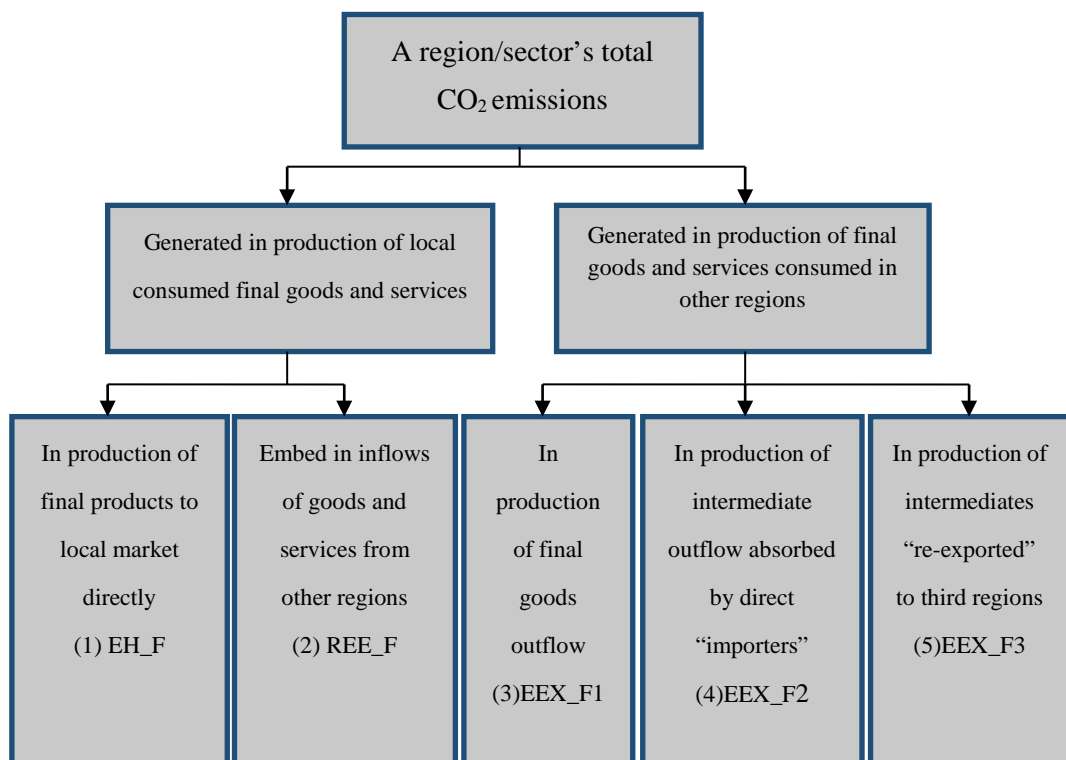 A region/sector’s total
CO₂ emissions
Generated in production of local
consumed final goods and services
Generated in production of final
goods and services consumed in
other regions
In production of
final products to
local market
directly
(1) EH_F
Embed in inflows
of goods and
services from
other regions
(2) REE_F
In
production
of final
goods
outflow
(3)EEX_F1
In production of
intermediate
outflow absorbed
by direct
“importers”
(4)EEX_F2
In production of
intermediates
“re-exported”
to third regions
(5)EEX_F3